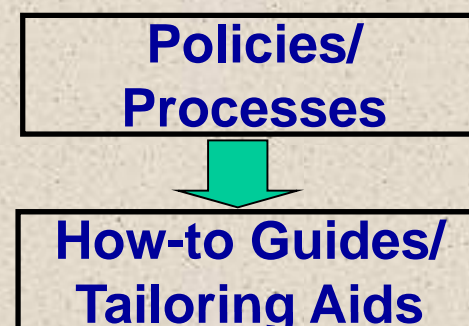 Policies/
Processes
How-to Guides/
Tailoring Aids